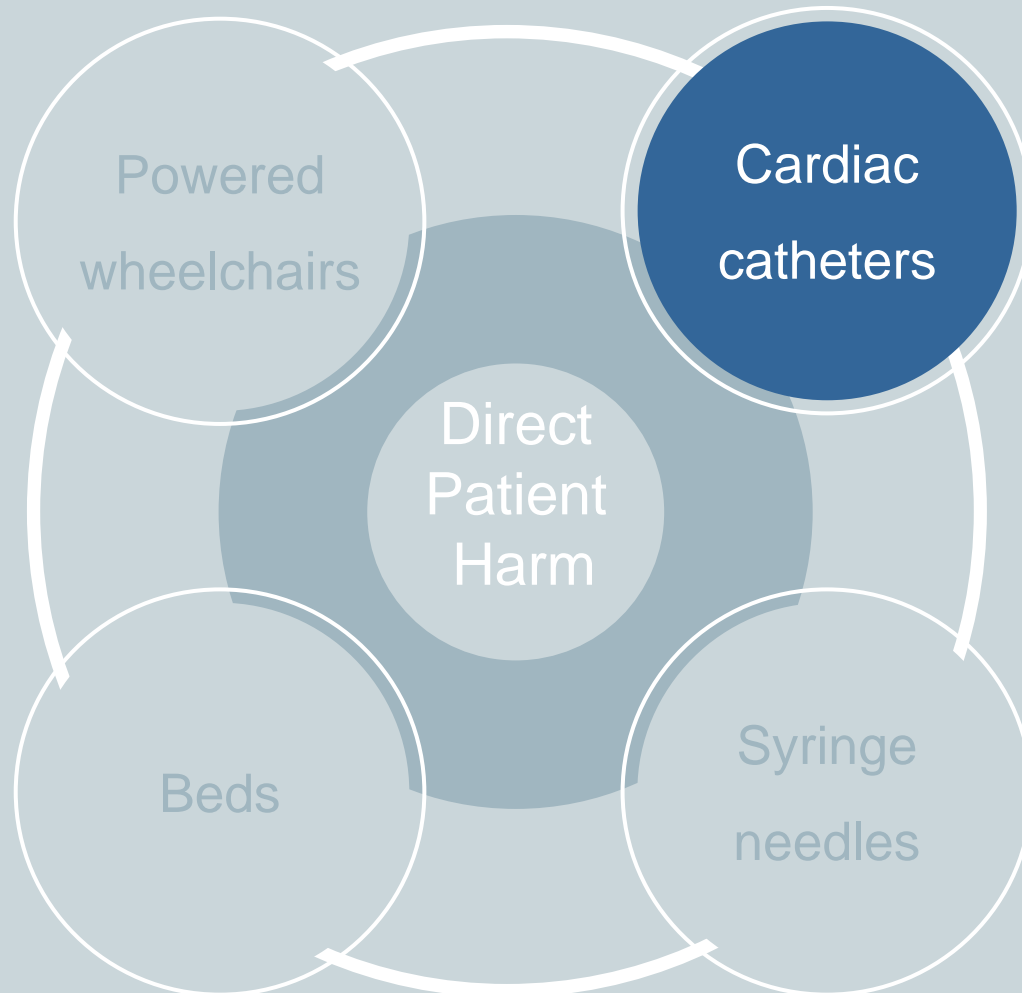 Powered
wheelchairs
Cardiac
catheters
Direct
Patient
Harm
Beds
Syringe
needles